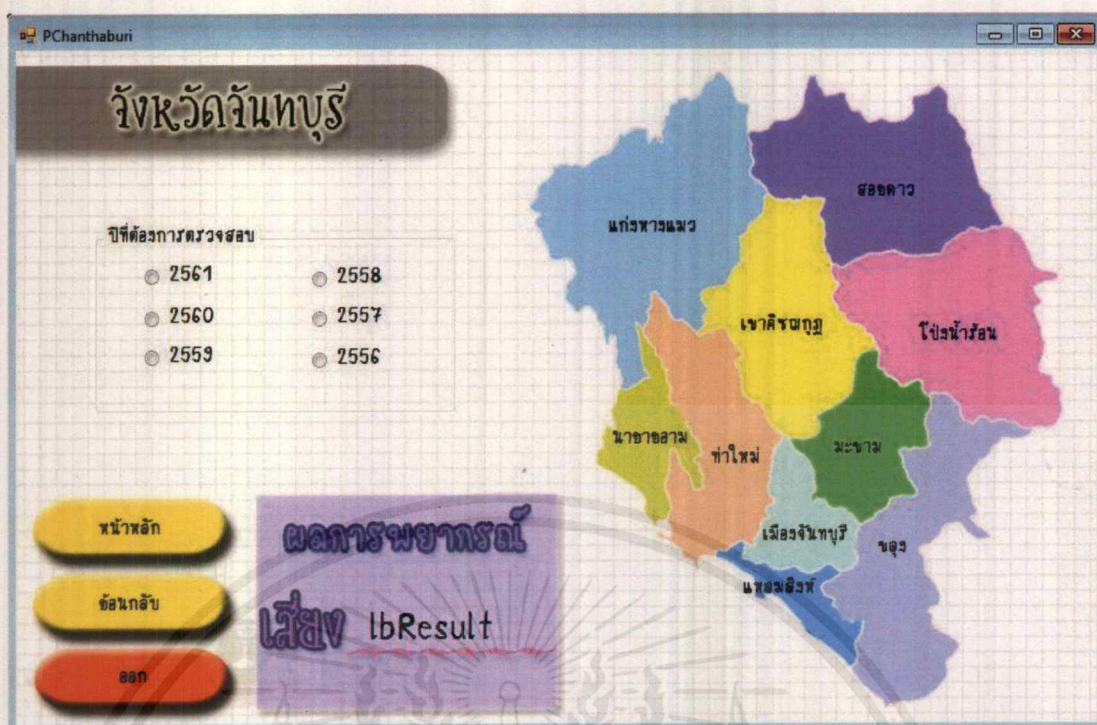 PChanthaburi
จังหวัดจันทบุรี
ปีที่ต้องการตรวจสอบ
2561
2558
2560
2557
2559
2556
หน้าหลัก
ย้อนกลับ
ออก
ผลการพยากรณ์
เสี่ยง lbResult
สอยดาว
แก่งหางแมว
เขาคิชฌกูฏ
โป่งน้ำร้อน
นายายอาม
ท่าใหม่
มะขาม
เมืองจันทบุรี
ขลุง
แหลมสิงห์